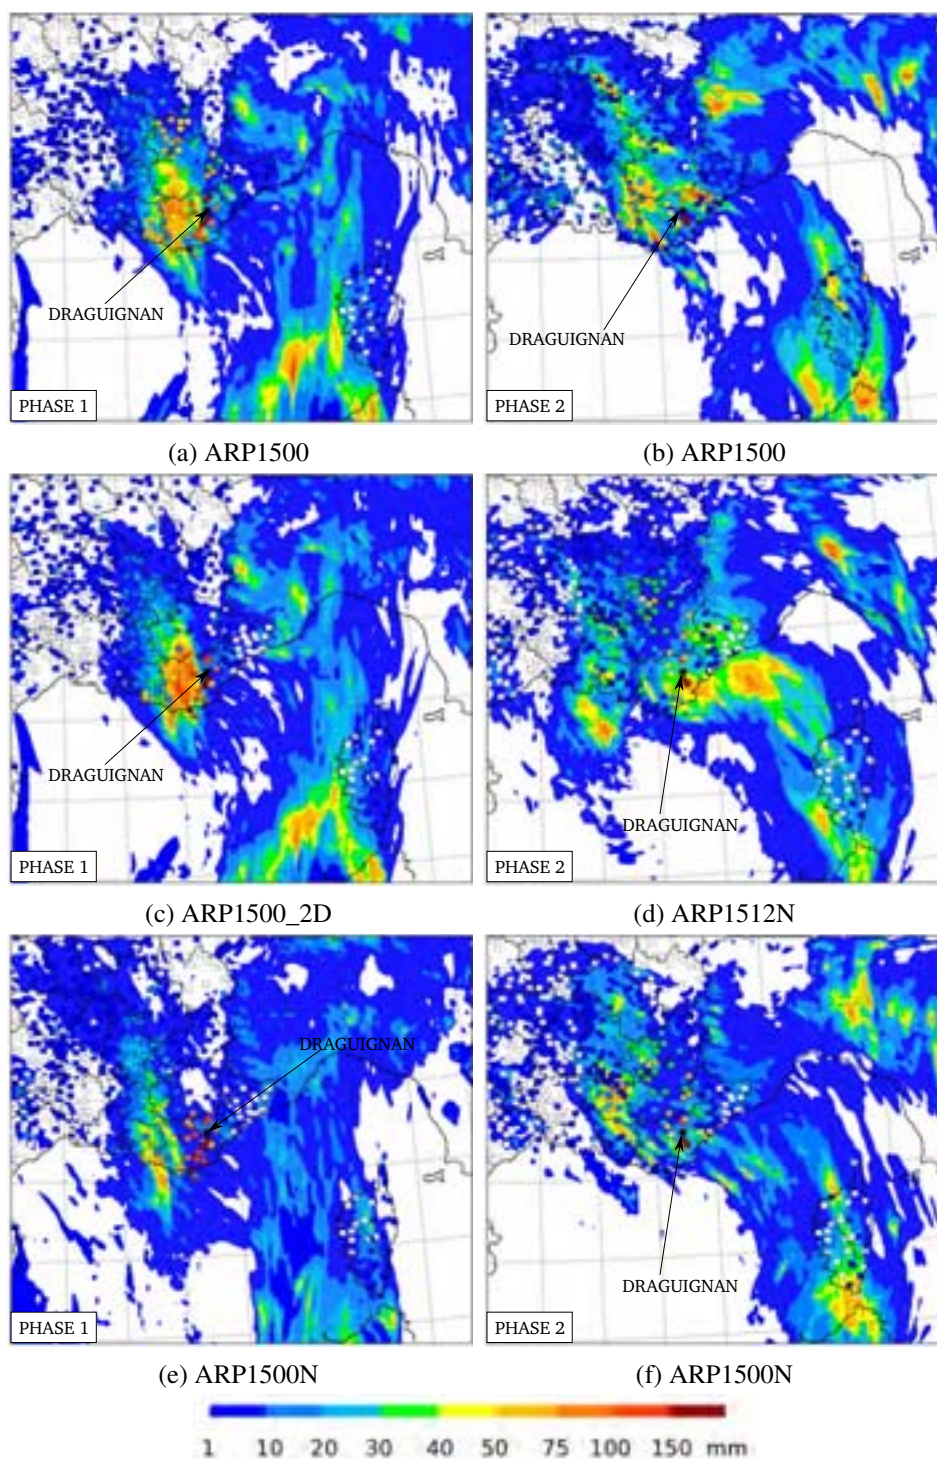 DRAGUIGNAN
PHASE 1
(a) ARP1500
DRAGUIGNAN
PHASE 2
(b) ARP1500
DRAGUIGNAN
PHASE 1
(c) ARP1500_2D
DRAGUIGNAN
PHASE 2
(d) ARP1512N
DRAGUIGNAN
PHASE 1
(e) ARP1500N
DRAGUIGNAN
PHASE 2
(f) ARP1500N
1 10 20 30 40 50 75 100 150 mm